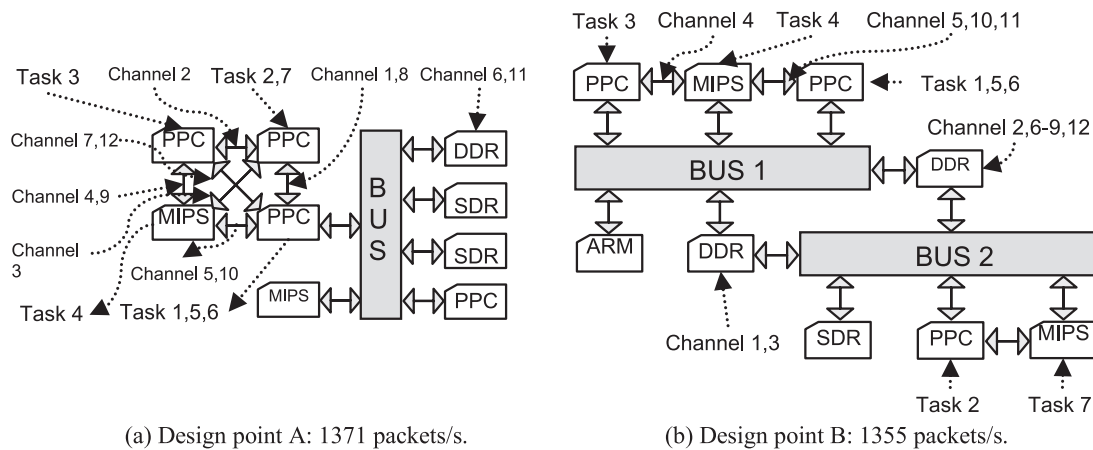 Task 3
Channel 2
Task 2,7
Channel 1,8
Channel 6,11
Channel 7,12
PPC
PPC
DDR
Channel 4,9
BUS
SDR
MIPS
PPC
Channel
3
SDR
Channel 5,10
MIPS
PPC
Task 4
Task 1,5,6
(a) Design point A: 1371 packets/s.
Task 3
Channel 4
Task 4
Channel 5,10,11
PPC
MIPS
PPC
Task 1,5,6
Channel 2,6-9,12
BUS 1
DDR
ARM
DDR
BUS 2
Channel 1,3
SDR
PPC
MIPS
Task 2
Task 7
(b) Design point B: 1355 packets/s.